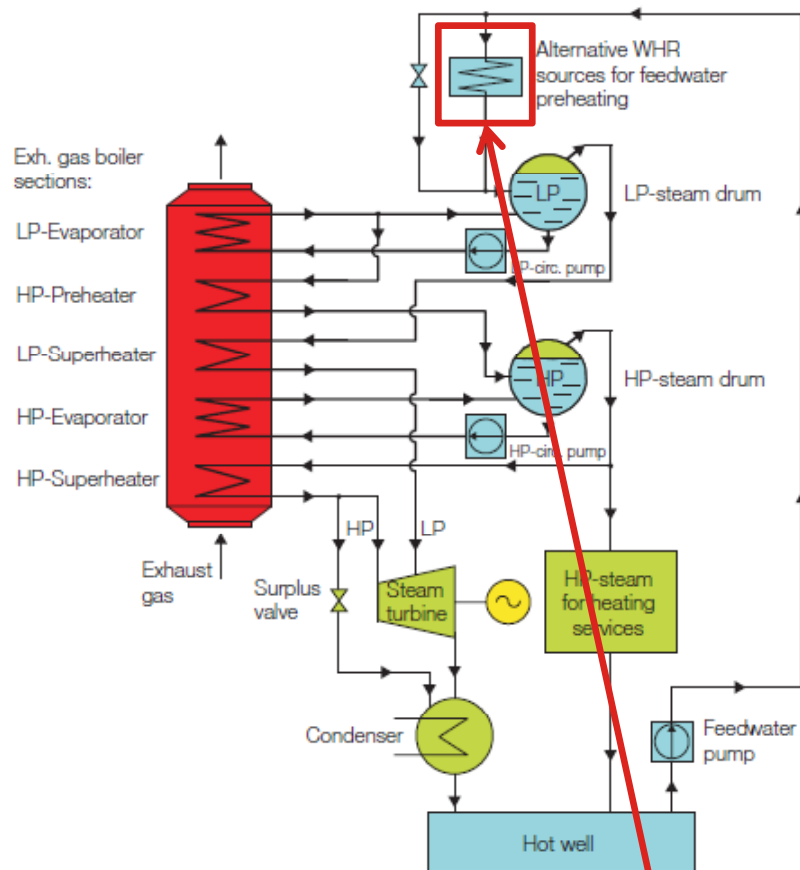 Alternative WHR
sources for feedwater
preheating
Exh. gas boiler
sections:
LP
LP-steam drum
LP-Evaporator
LP-circ. pump
HP-Preheater
LP-Superheater
HP
HP-steam drum
HP-Evaporator
HP-circ. pump
HP-Superheater
HP
LP
Exhaust
gas
Surplus
valve
Steam
turbine
HP-steam
for heating
services
Condenser
Feedwater
pump
Hot well